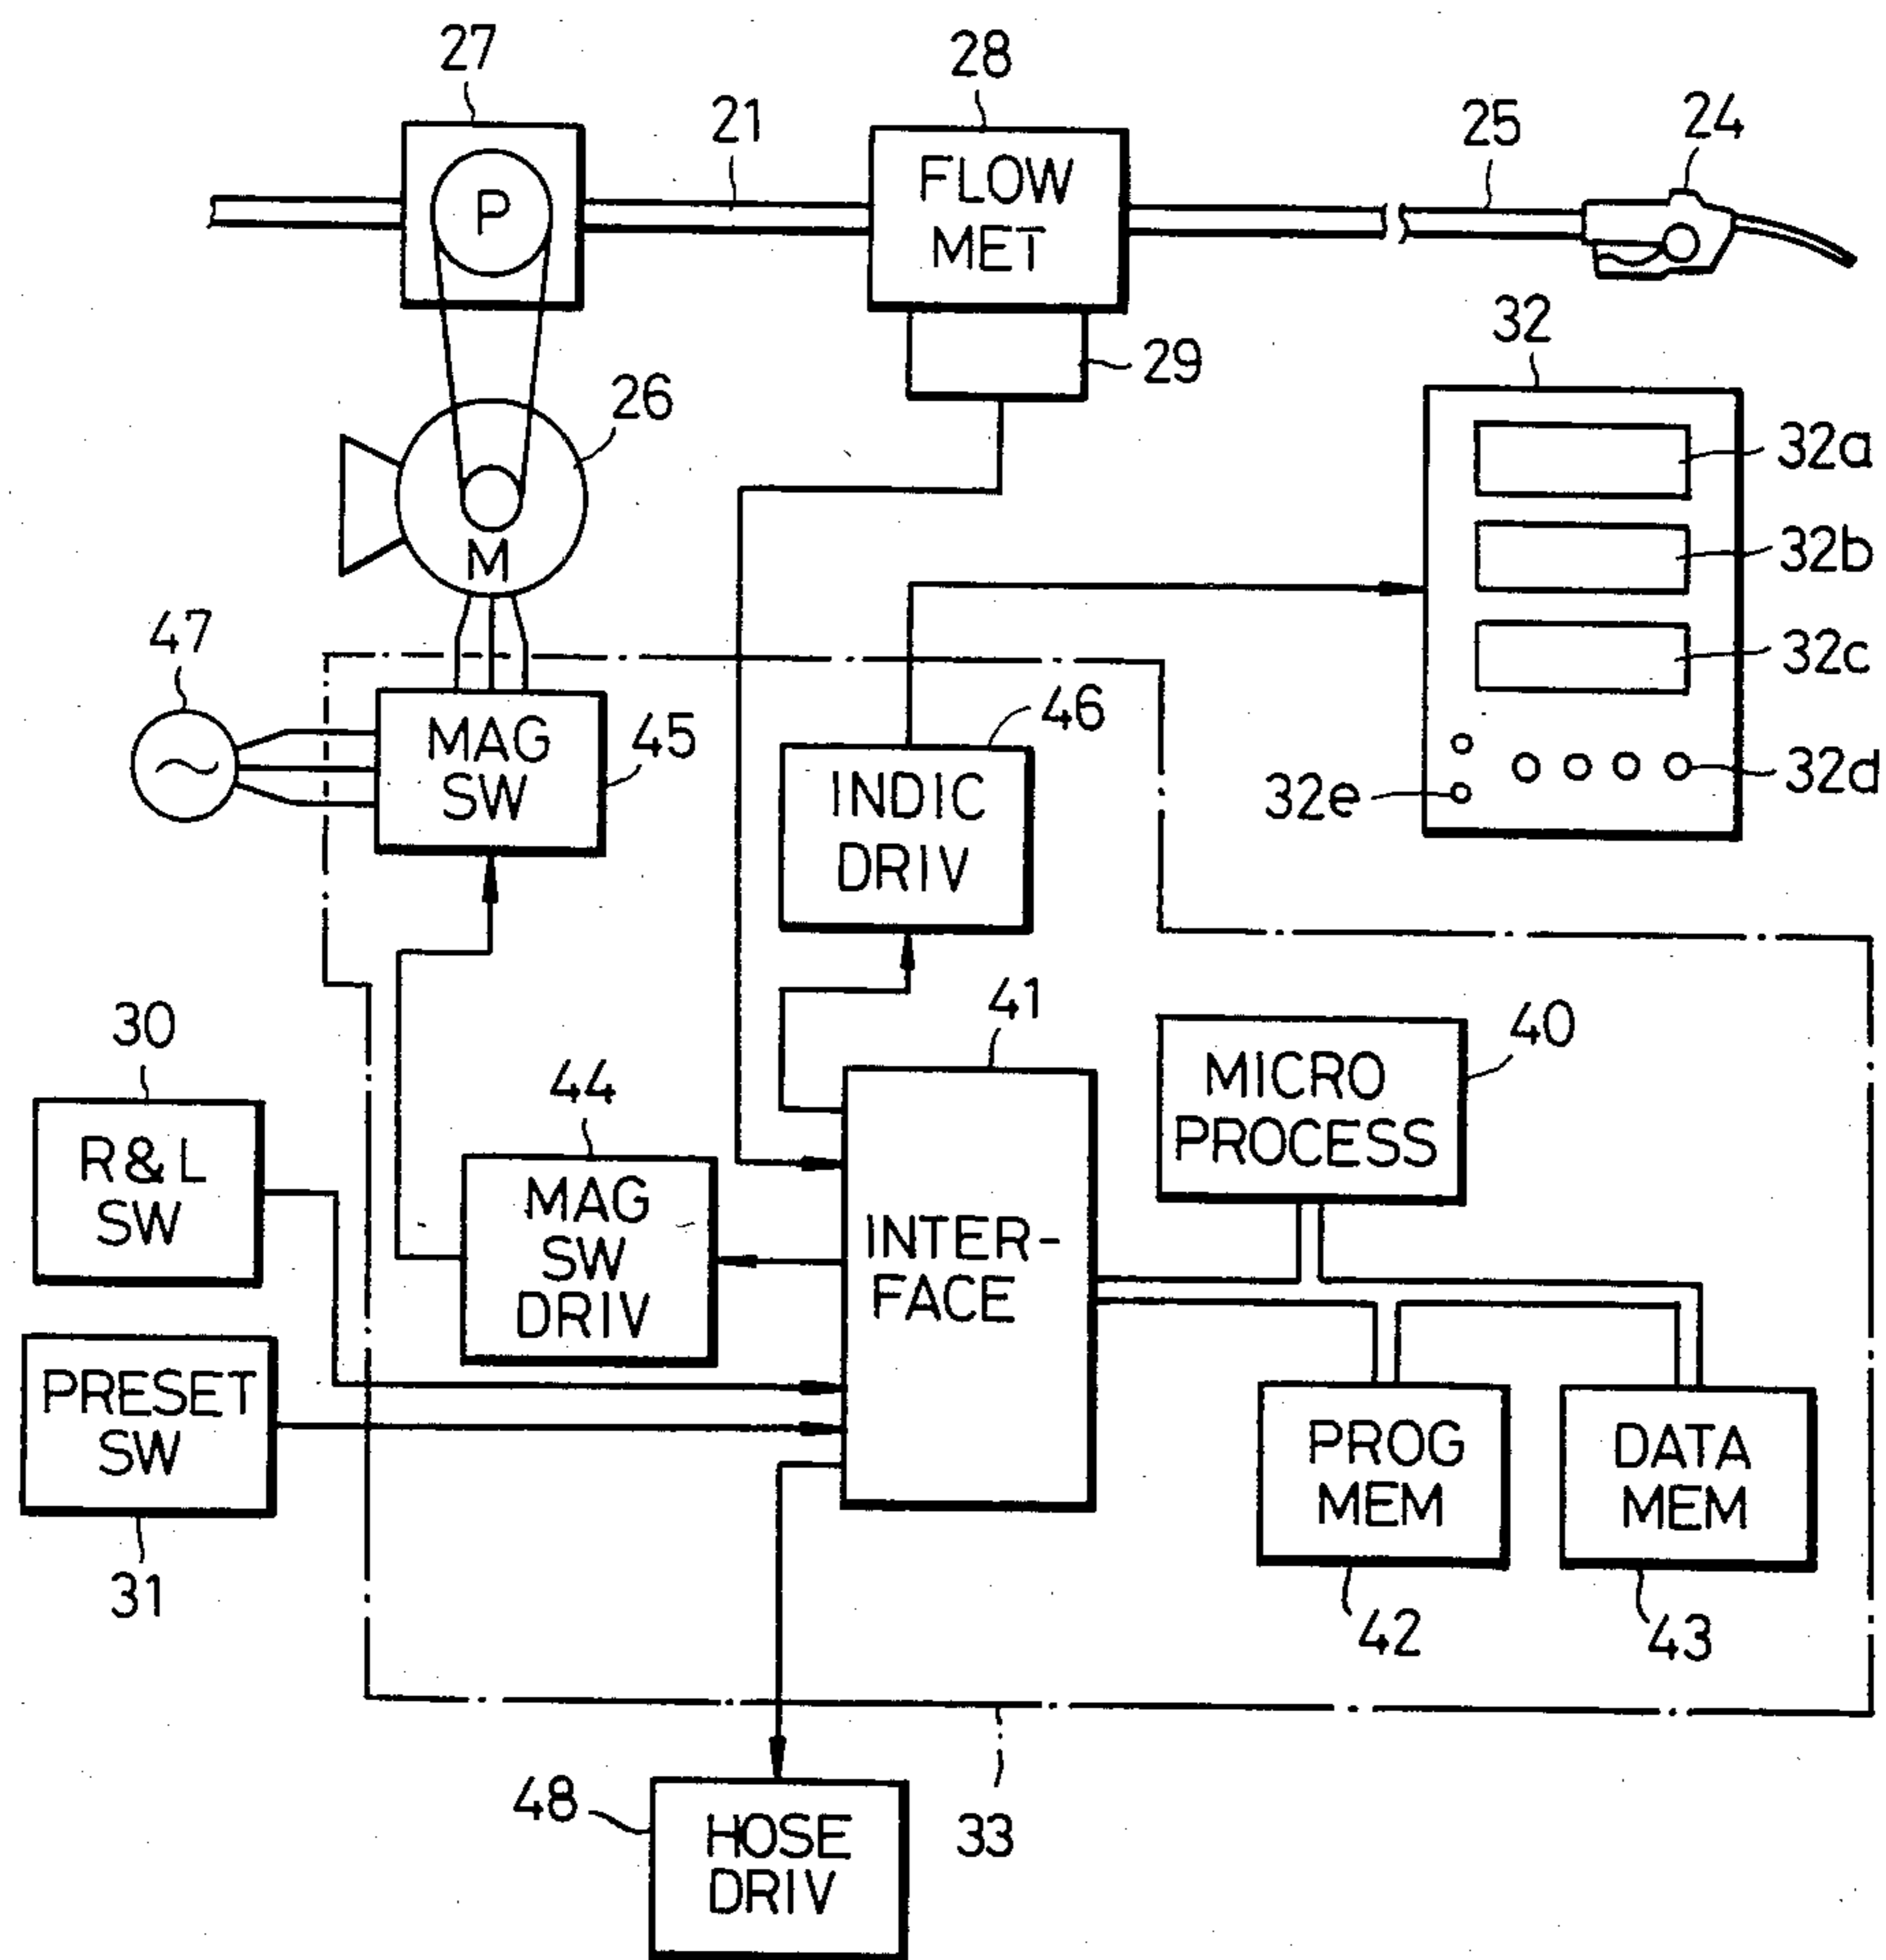 27
28
21
25
24
P
FLOW
MET
32
29
26
32a
32b
M
47
32c
46
MAG
SW
45
32d
32e
INDIC
DRIV
30
41
40
MICRO
PROCESS
44
R&L
SW
MAG
SW
DRIV
INTER-
FACE
PRESET
SW
PROG
MEM
DATA
MEM
31
42
43
48
33
HOSE
DRIV